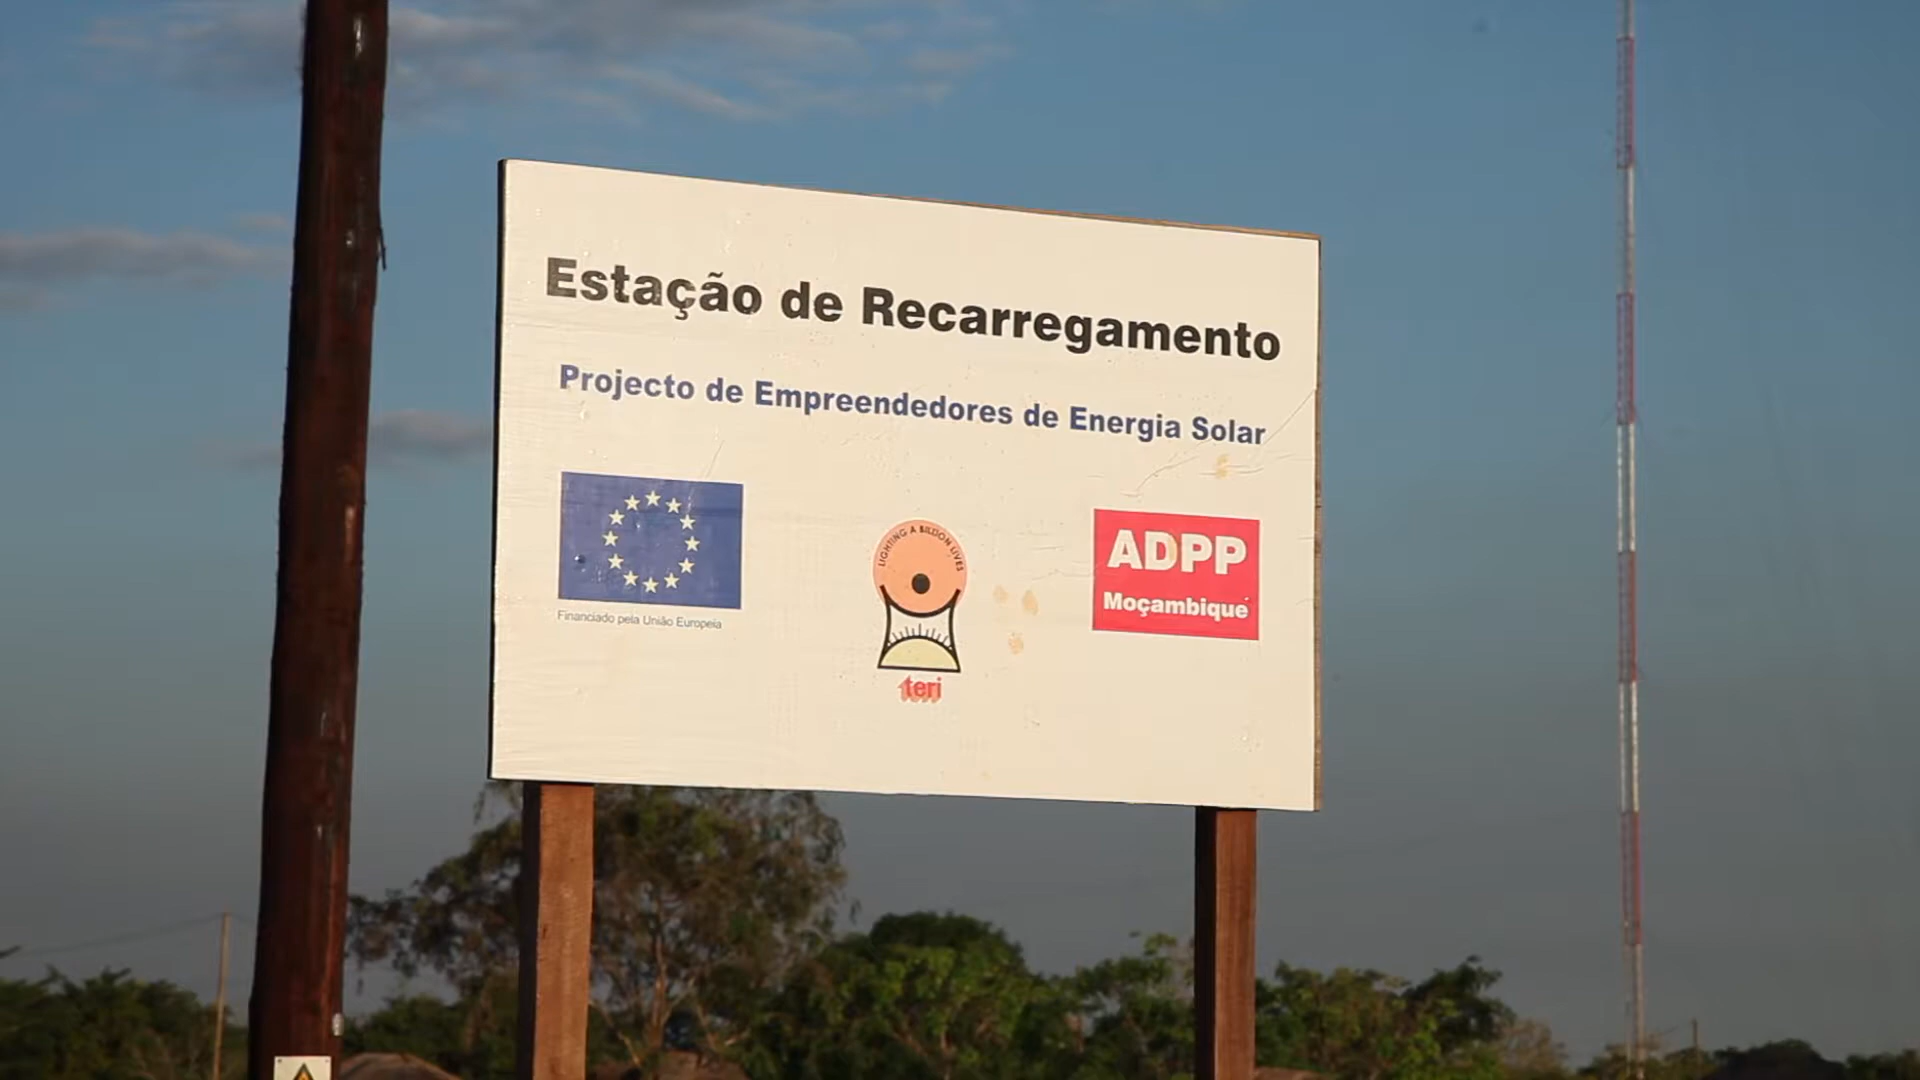 Estação de Recarregamento
Projecto de Empreendedores de Energia Solar
Financiado pela União Europeia
LIGHTING A BILLION LIVES
teri
ADPP
Moçambique